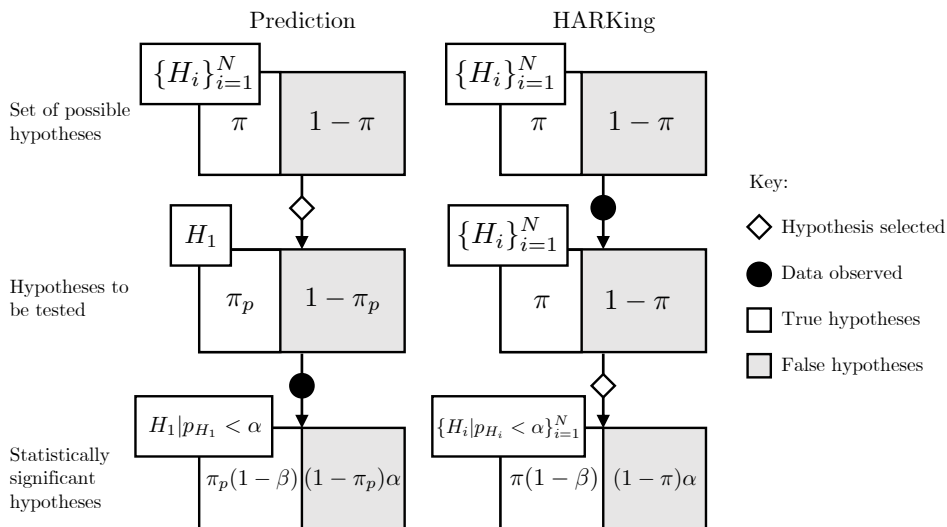 Prediction
HARKing
Set of possible
hypotheses
{H_i}_{i=1}^N
π
1 − π
{H_i}_{i=1}^N
π
1 − π
Hypotheses to
be tested
H_1
π_p
1 − π_p
{H_i}_{i=1}^N
π
1 − π
Statistically
significant
hypotheses
H_1|p_{H_1} < α
π_p(1 − β)
(1 − π_p)α
{H_i|p_{H_i} < α}_{i=1}^N
π(1 − β)
(1 − π)α
Key:
Hypothesis selected
Data observed
True hypotheses
False hypotheses